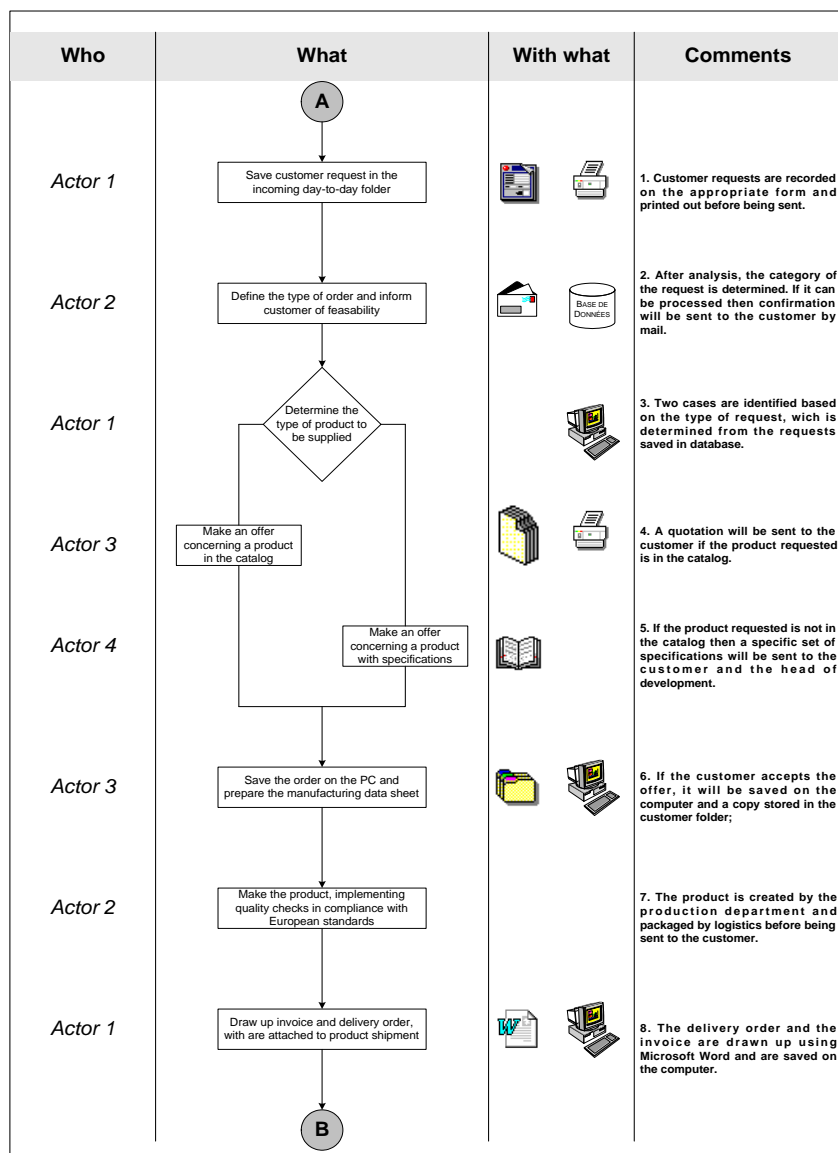 Who
What
With what
Comments
A
Actor 1
Save customer request in the
incoming day-to-day folder
1. Customer requests are recorded
on the appropriate form and
printed out before being sent.
Actor 2
Define the type of order and inform
customer of feasability
BASE DE
DONNÉES
2. After analysis, the category of
the request is determined. If it can
be processed then confirmation
will be sent to the customer by
mail.
Actor 1
Determine the
type of product to
be supplied
3. Two cases are identified based
on the type of request, wich is
determined from the requests
saved in database.
Actor 3
Make an offer
concerning a product
in the catalog
4. A quotation will be sent to the
customer if the product requested
is in the catalog.
Actor 4
Make an offer
concerning a product
with specifications
5. If the product requested is not in
the catalog then a specific set of
specifications will be sent to the
customer and the head of
development.
Actor 3
Save the order on the PC and
prepare the manufacturing data sheet
6. If the customer accepts the
offer, it will be saved on the
computer and a copy stored in the
customer folder;
Actor 2
Make the product, implementing
quality checks in compliance with
European standards
7. The product is created by the
production department and
packaged by logistics before being
sent to the customer.
Actor 1
Draw up invoice and delivery order,
with are attached to product shipment
W
8. The delivery order and the
invoice are drawn up using
Microsoft Word and are saved on
the computer.
B